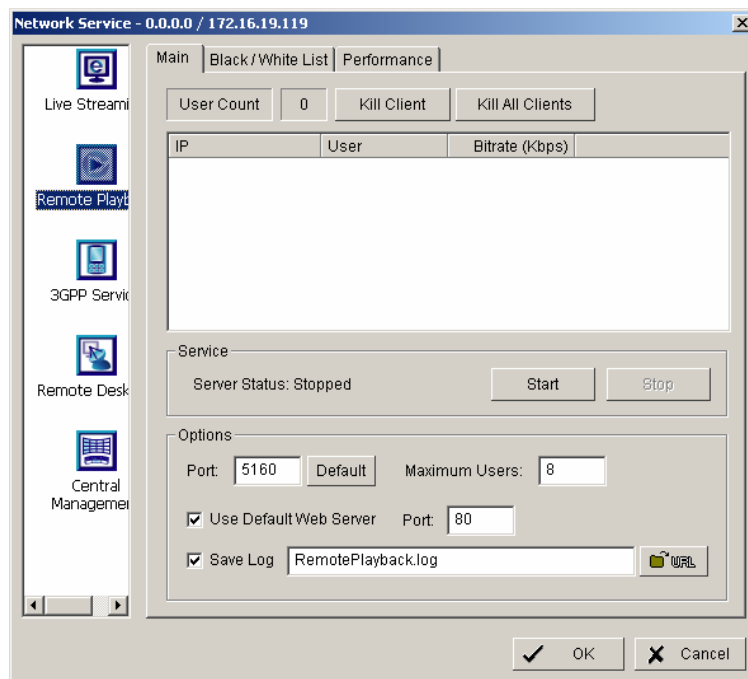 Network Service - 0.0.0.0 / 172.16.19.119
Live Streami
Remote Playb
3GPP Servic
Remote Desk
Central
Managemen
Main
Black / White List
Performance
User Count
0
Kill Client
Kill All Clients
IP
User
Bitrate (Kbps)
Service
Server Status: Stopped
Start
Stop
Options
Port:
5160
Default
Maximum Users:
8
Use Default Web Server
Port:
80
Save Log
RemotePlayback.log
URL
OK
Cancel